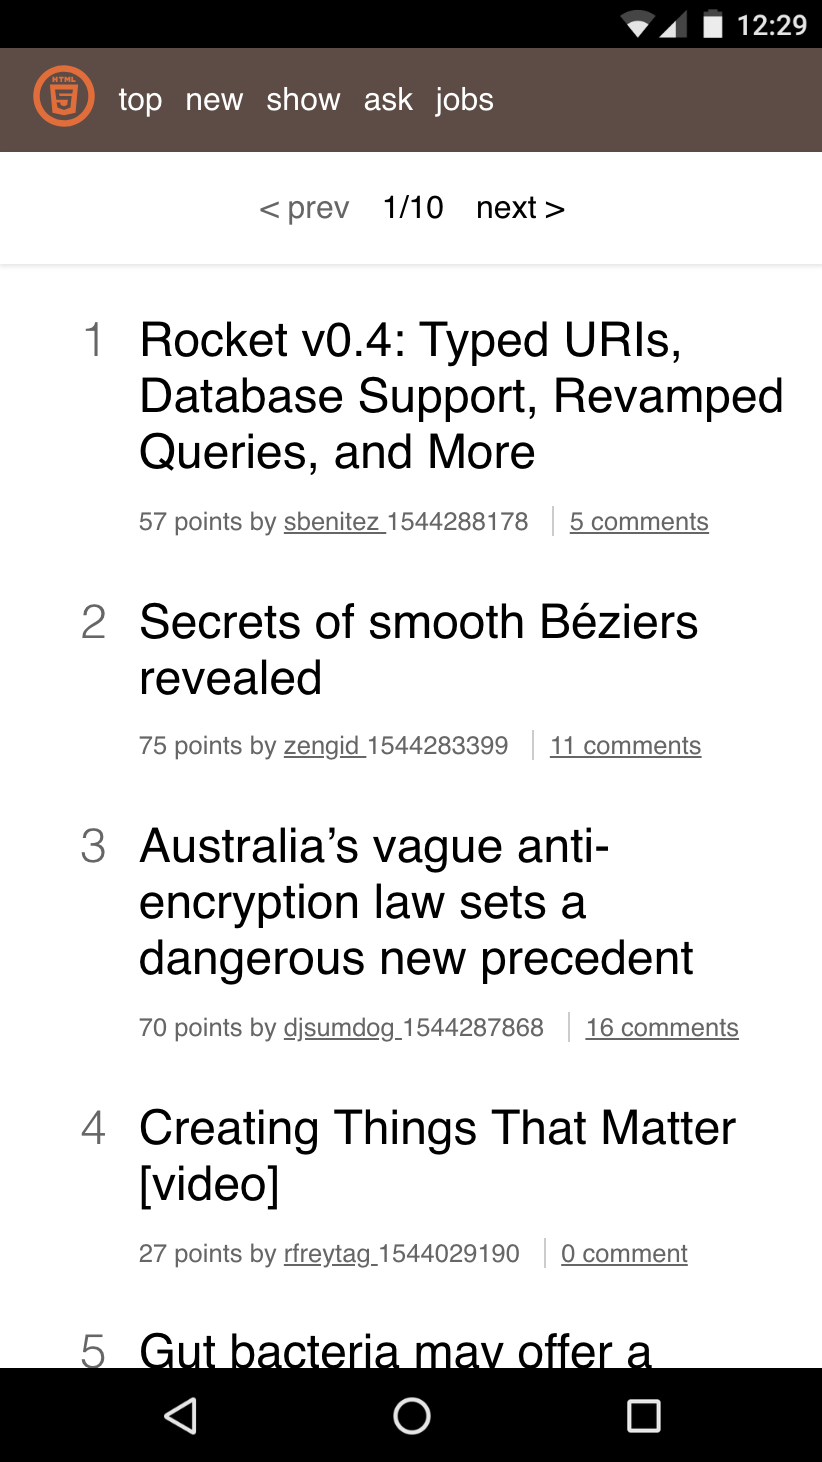 12:29
HTML
5
top new show ask jobs
< prev 1/10 next >
1 Rocket v0.4: Typed URIs,
Database Support, Revamped
Queries, and More
57 points by sbenitez 1544288178 5 comments
2 Secrets of smooth Béziers
revealed
75 points by zengid 1544283399 11 comments
3 Australia’s vague anti-
encryption law sets a
dangerous new precedent
70 points by djsumdog 1544287868 16 comments
4 Creating Things That Matter
[video]
27 points by rfreytag 1544029190 0 comment
5 Gut bacteria may offer a